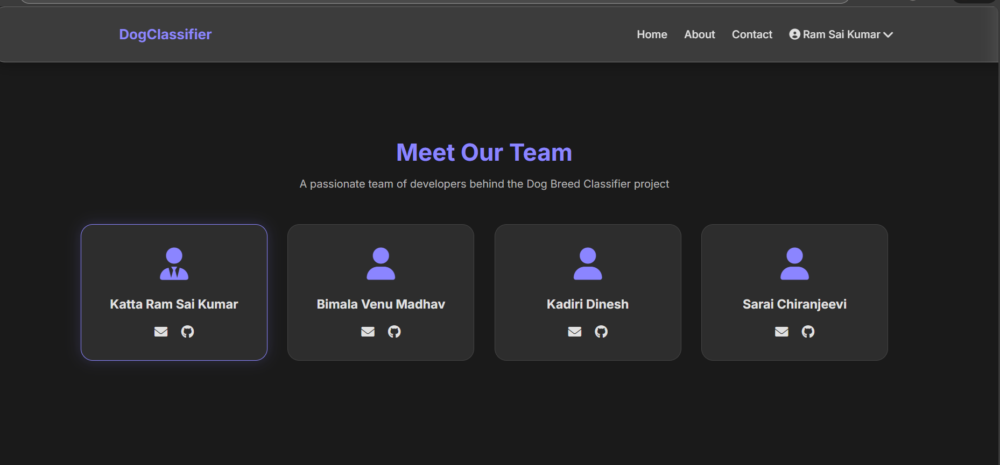 DogClassifier
Home About Contact Ram Sai Kumar
Meet Our Team
A passionate team of developers behind the Dog Breed Classifier project
Katta Ram Sai Kumar
Bimala Venu Madhav
Kadiri Dinesh
Sarai Chiranjeevi